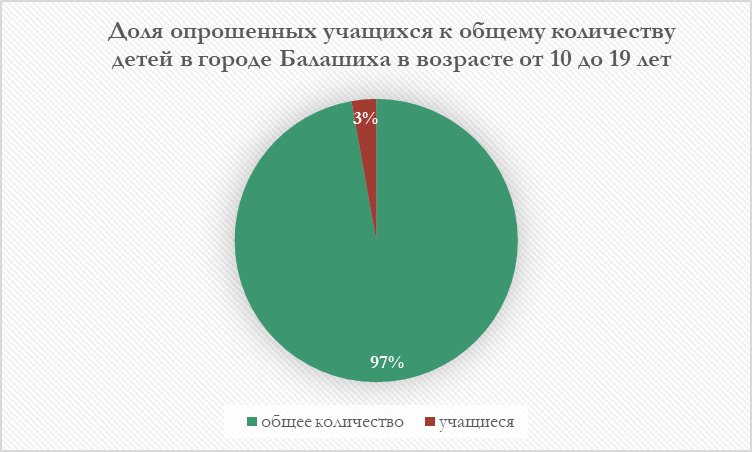 Доля опрошенных учащихся к общему количеству
детей в городе Балашиха в возрасте от 10 до 19 лет
3%
97%
общее количество
учащиеся